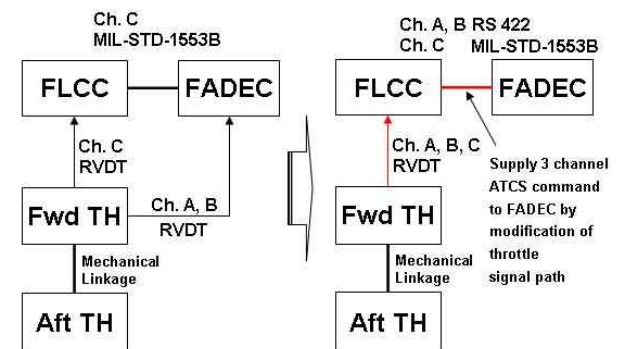 Ch. C
MIL-STD-1553B
FLCC
FADEC
Ch. C
RVDT
Fwd TH
Ch. A, B
RVDT
Mechanical
Linkage
Aft TH
Ch. A, B RS 422
Ch. C MIL-STD-1553B
FLCC
FADEC
Ch. A, B, C
RVDT
Supply 3 channel
ATCS command
to FADEC by
modification of
throttle
signal path
Fwd TH
Mechanical
Linkage
Aft TH